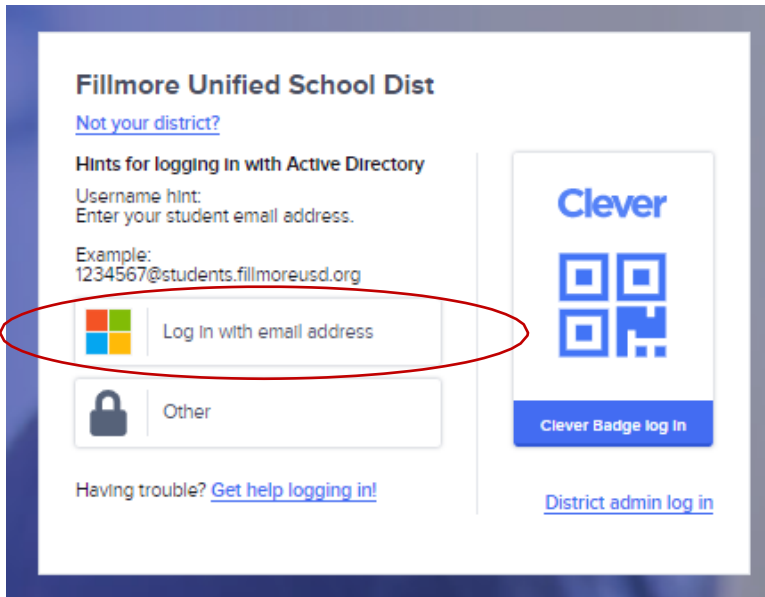 Fillmore Unified School Dist
Not your district?
Hints for logging in with Active Directory
Username hint:
Enter your student email address.
Example:
1234567@students.fillmoreusd.org
Log in with email address
Other
Having trouble? Get help logging in!
Clever
Clever Badge log in
District admin log in